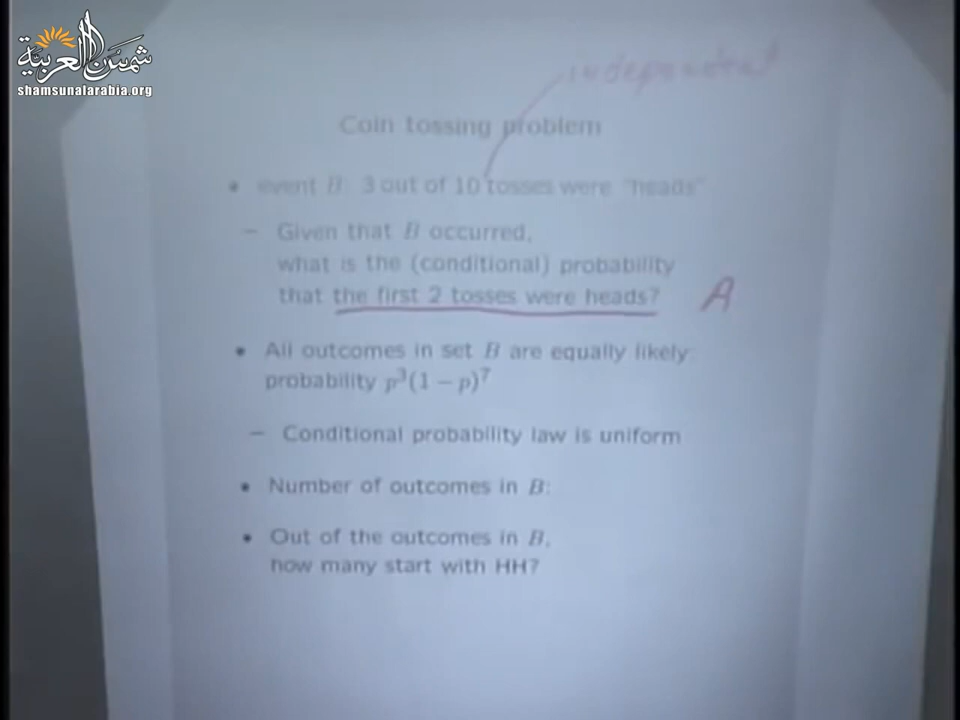 شمس العربية
shamsunalarabia.org
independent
Coin tossing problem
• event B: 3 out of 10 tosses were "heads"
– Given that B occurred,
what is the (conditional) probability
that the first 2 tosses were heads? A
• All outcomes in set B are equally likely:
probability p³(1 − p)⁷
– Conditional probability law is uniform
• Number of outcomes in B:
• Out of the outcomes in B,
how many start with HH?